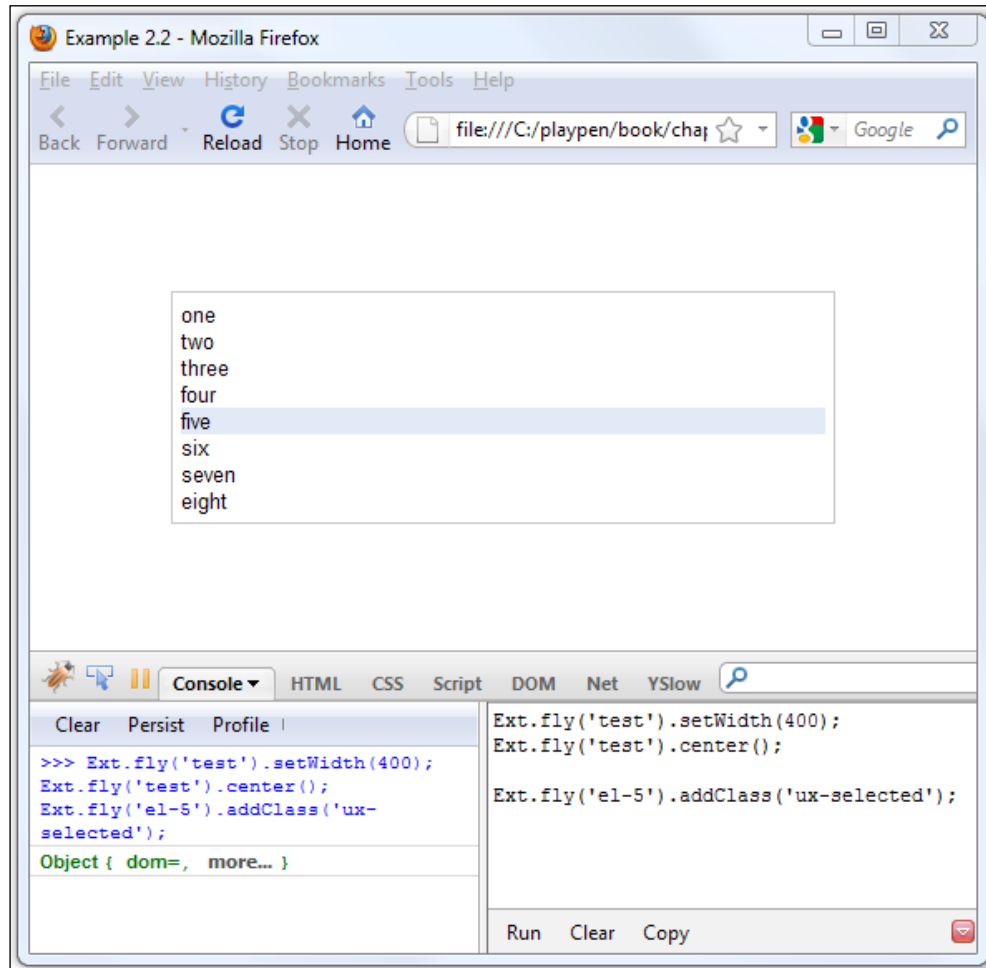 Example 2.2 - Mozilla Firefox
File Edit View History Bookmarks Tools Help
Back Forward Reload Stop Home file:///C:/playpen/book/chap Google
one
two
three
four
five
six
seven
eight
Console HTML CSS Script DOM Net YSlow
Clear Persist Profile
>>> Ext.fly('test').setWidth(400);
Ext.fly('test').center();
Ext.fly('el-5').addClass('ux-
selected');
Object { dom=, more... }
Ext.fly('test').setWidth(400);
Ext.fly('test').center();
Ext.fly('el-5').addClass('ux-selected');
Run Clear Copy